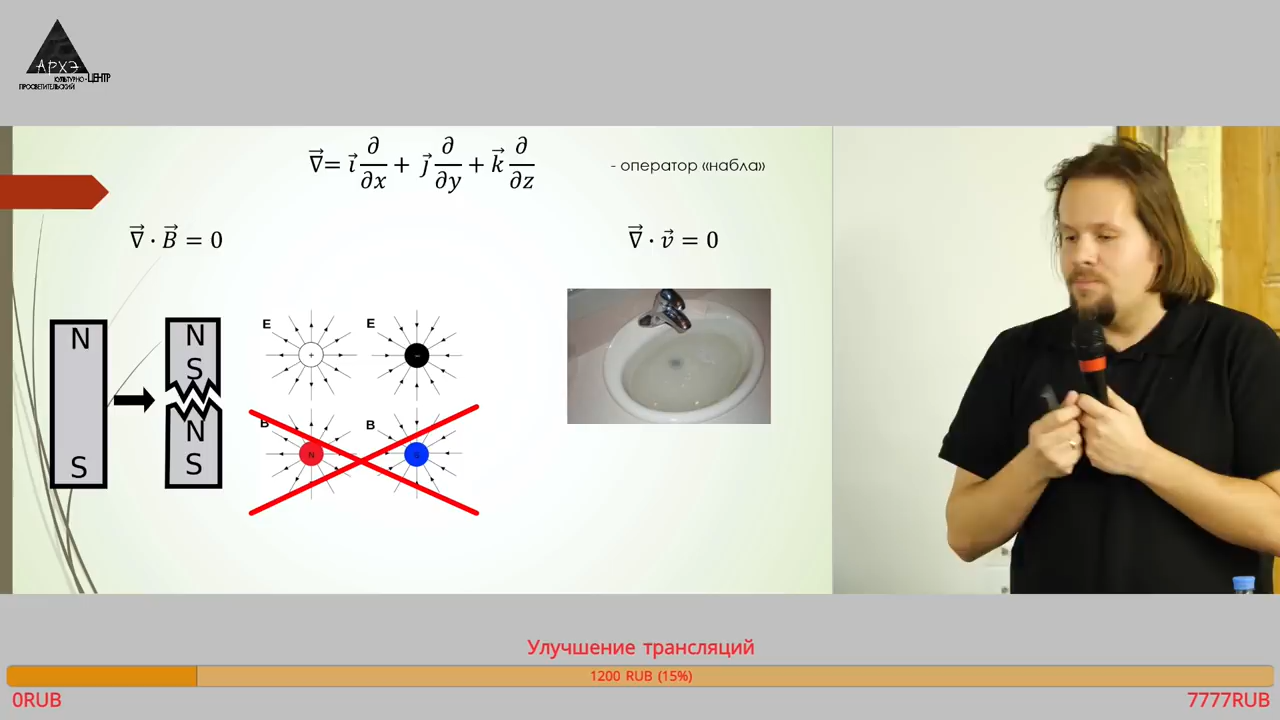 АРХЭ
КУЛЬТУРНО-ЦЕНТР
ПРОСВЕТИТЕЛЬСКИЙ
∇⃗= i⃗ ∂/∂x + j⃗ ∂/∂y + k⃗ ∂/∂z
- оператор «набла»
∇⃗ · B⃗ = 0
∇⃗ · v⃗ = 0
N
S
N
S
N
S
E
+
E
-
B
N
B
S
Улучшение трансляций
1200 RUB (15%)
0RUB
7777RUB